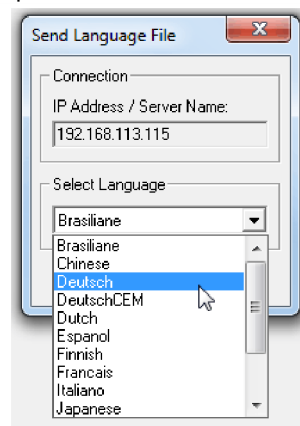 Send Language File
Connection
IP Address / Server Name:
192.168.113.115
Select Language
Brasiliane
Brasiliane
Chinese
Deutsch
DeutschCEM
Dutch
Espanol
Finnish
Francais
Italiano
Japanese